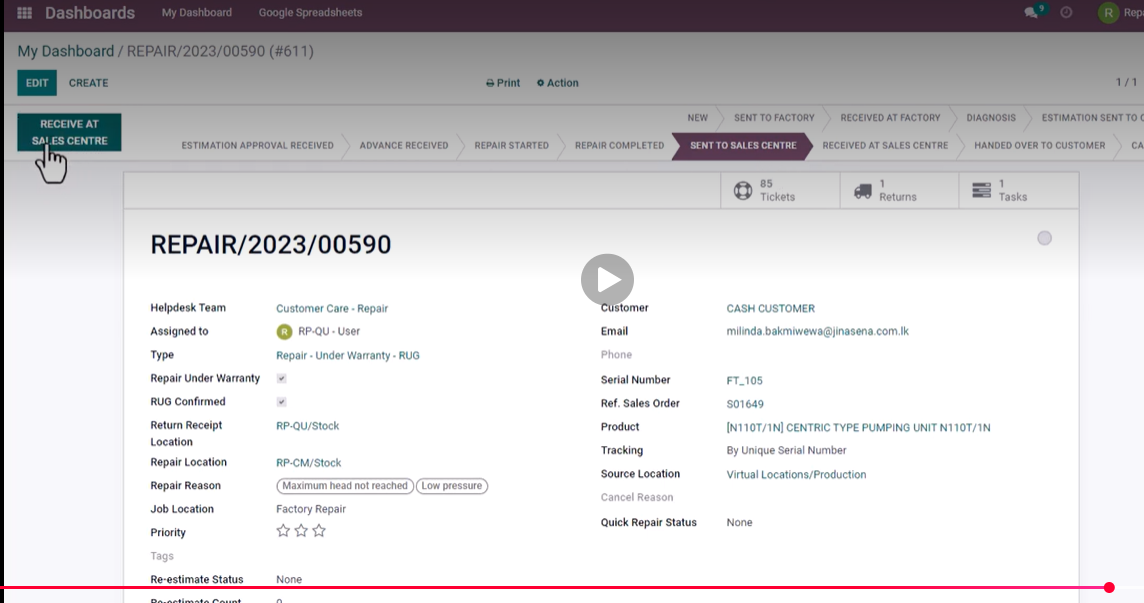 Dashboards My Dashboard Google Spreadsheets 9 R
My Dashboard / REPAIR/2023/00590 (#611)
EDIT CREATE Print Action 1 / 1
RECEIVE AT
SALES CENTRE
NEW SENT TO FACTORY RECEIVED AT FACTORY DIAGNOSIS ESTIMATION SENT TO
ESTIMATION APPROVAL RECEIVED ADVANCE RECEIVED REPAIR STARTED REPAIR COMPLETED SENT TO SALES CENTRE RECEIVED AT SALES CENTRE HANDED OVER TO CUSTOMER
85
Tickets
1
Returns
1
Tasks
REPAIR/2023/00590
Helpdesk Team Customer Care - Repair
Assigned to R RP-QU - User
Type Repair - Under Warranty - RUG
Repair Under Warranty
RUG Confirmed
Return Receipt
Location RP-QU/Stock
Repair Location RP-CM/Stock
Repair Reason Maximum head not reached Low pressure
Job Location Factory Repair
Priority
Tags
Re-estimate Status None
Re-estimate Count 0
Customer CASH CUSTOMER
Email milinda.bakmiwewa@jinasena.com.lk
Phone
Serial Number FT_105
Ref. Sales Order S01649
Product [N110T/1N] CENTRIC TYPE PUMPING UNIT N110T/1N
Tracking By Unique Serial Number
Source Location Virtual Locations/Production
Cancel Reason
Quick Repair Status None